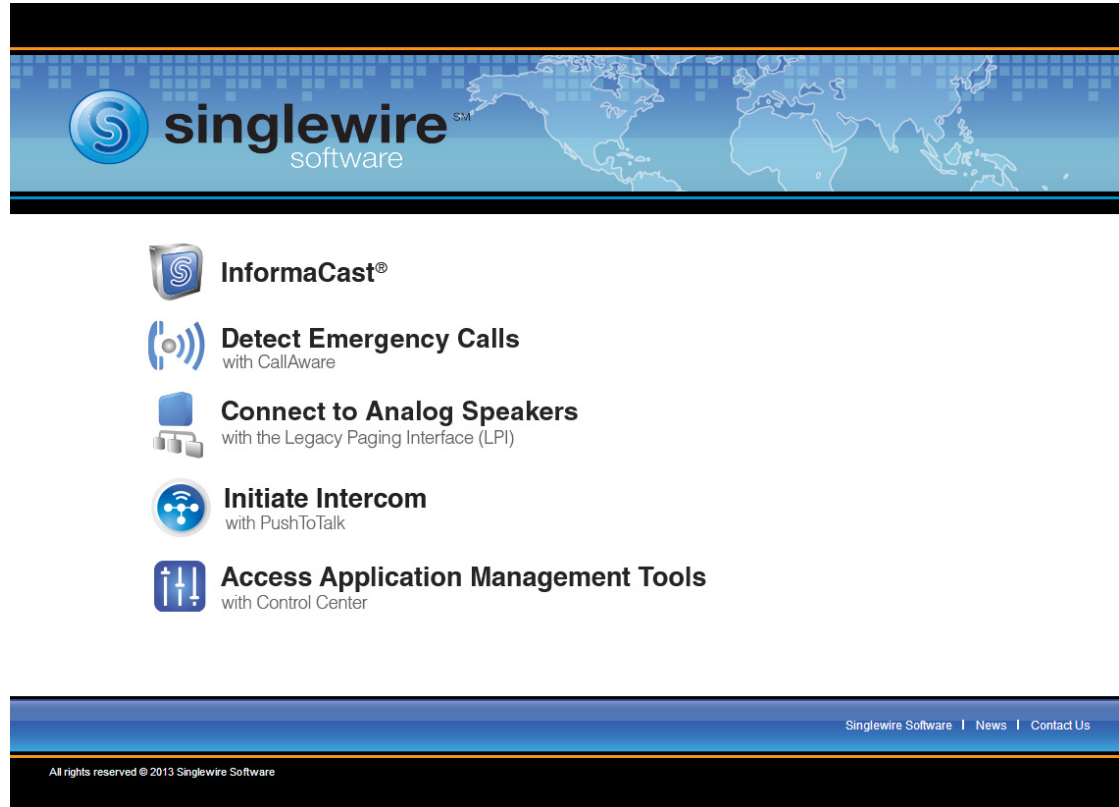 singlewire SM
software
InformaCast®
Detect Emergency Calls
with CallAware
Connect to Analog Speakers
with the Legacy Paging Interface (LPI)
Initiate Intercom
with PushToTalk
Access Application Management Tools
with Control Center
Singlewire Software | News | Contact Us
All rights reserved © 2013 Singlewire Software